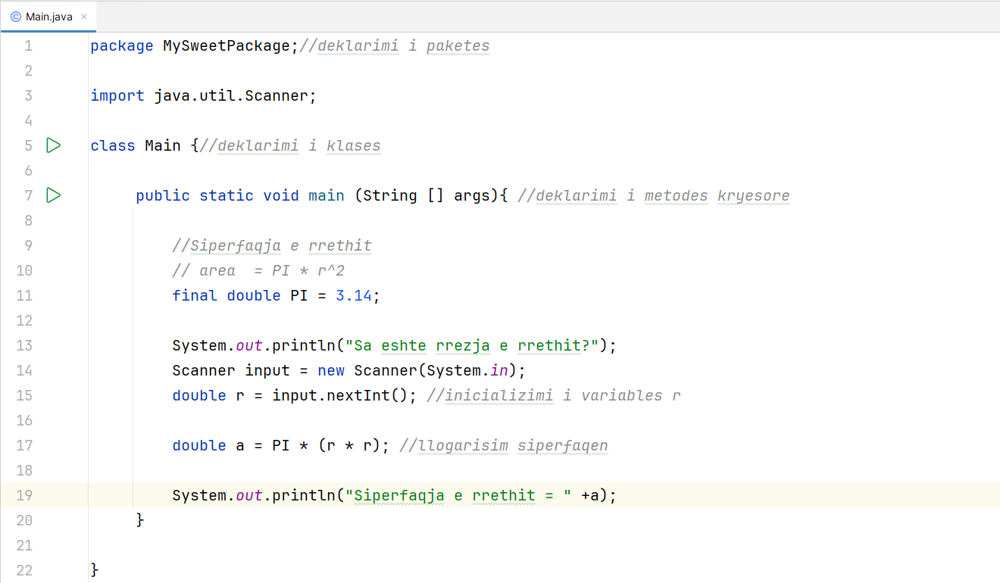 Main.java
1 package MySweetPackage;//deklarimi i paketes
2
3 import java.util.Scanner;
4
5 class Main {//deklarimi i klases
6
7 public static void main (String [] args){ //deklarimi i metodes kryesore
8
9 //Siperfaqja e rrethit
10 // area  = PI * r^2
11 final double PI = 3.14;
12
13 System.out.println("Sa eshte rrezja e rrethit?");
14 Scanner input = new Scanner(System.in);
15 double r = input.nextInt(); //inicializimi i variables r
16
17 double a = PI * (r * r); //llogarisim siperfaqen
18
19 System.out.println("Siperfaqja e rrethit = " +a);
20 }
21
22 }